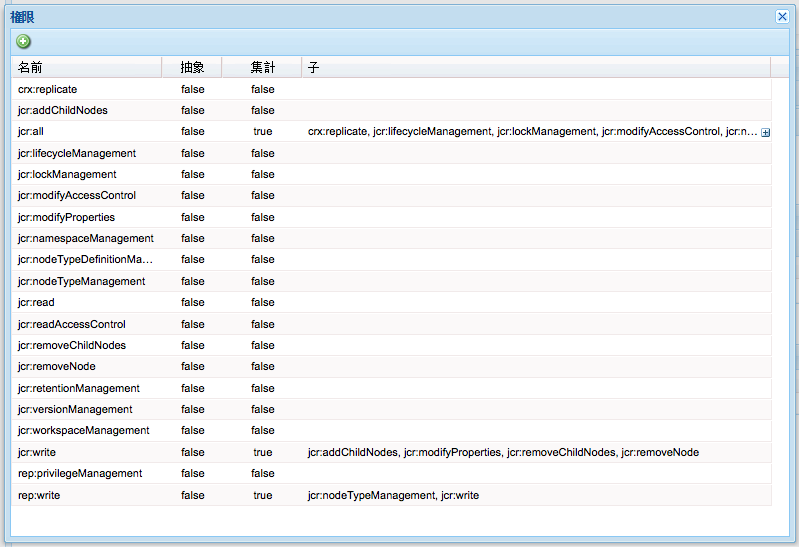 権限
名前 抽象 集計 子
crx:replicate false false
jcr:addChildNodes false false
jcr:all false true crx:replicate, jcr:lifecycleManagement, jcr:lockManagement, jcr:modifyAccessControl, jcr:n...
jcr:lifecycleManagement false false
jcr:lockManagement false false
jcr:modifyAccessControl false false
jcr:modifyProperties false false
jcr:namespaceManagement false false
jcr:nodeTypeDefinitionMa... false false
jcr:nodeTypeManagement false false
jcr:read false false
jcr:readAccessControl false false
jcr:removeChildNodes false false
jcr:removeNode false false
jcr:retentionManagement false false
jcr:versionManagement false false
jcr:workspaceManagement false false
jcr:write false true jcr:addChildNodes, jcr:modifyProperties, jcr:removeChildNodes, jcr:removeNode
rep:privilegeManagement false false
rep:write false true jcr:nodeTypeManagement, jcr:write